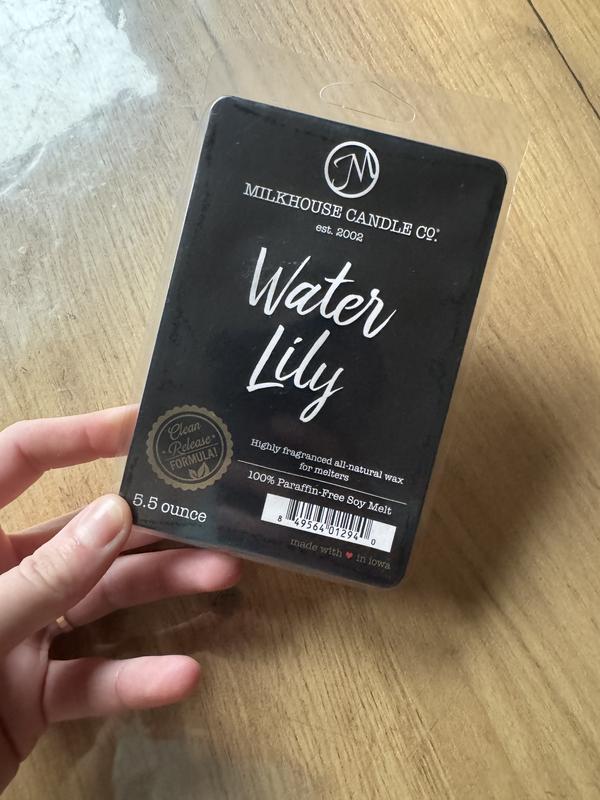 M
MILKHOUSE CANDLE CO.®
est. 2002
Water
Lily
Clean
Release
FORMULA!
Highly fragranced all-natural wax
for melters
100% Paraffin-Free Soy Melt
5.5 ounce
8 49564 01294 0
made with ♥ in iowa